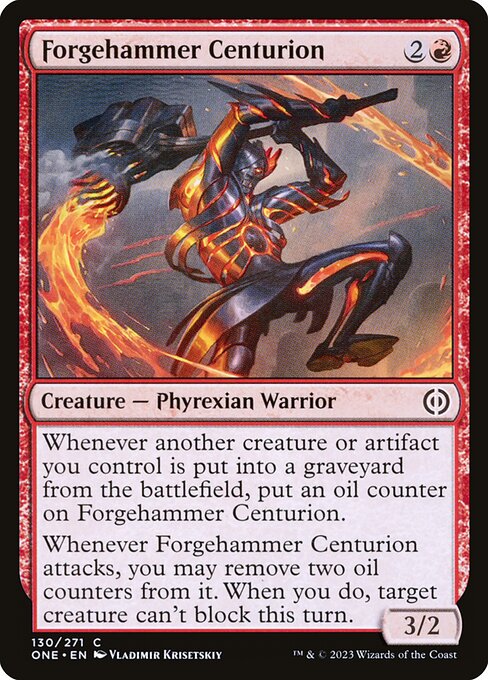 Forgehammer Centurion 2
Creature — Phyrexian Warrior
Whenever another creature or artifact
you control is put into a graveyard
from the battlefield, put an oil counter
on Forgehammer Centurion.
Whenever Forgehammer Centurion
attacks, you may remove two oil
counters from it. When you do, target
creature can't block this turn.
3/2
130/271 C
ONE • EN Vladimir Krisetskiy ™ & © 2023 Wizards of the Coast